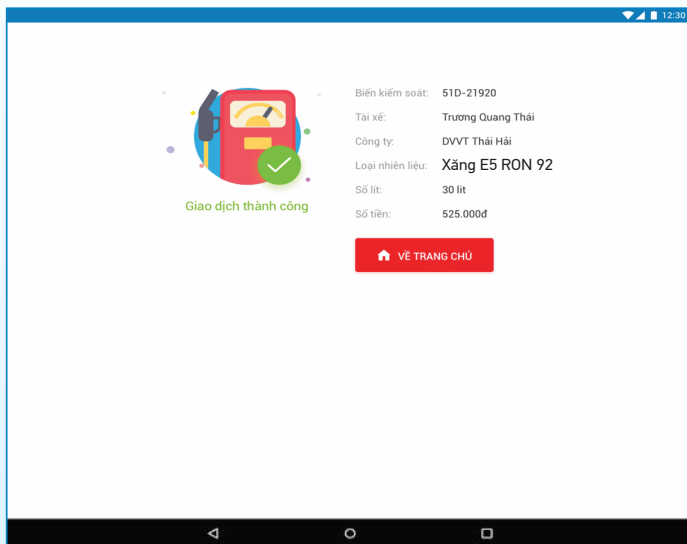 12:30
Biển kiểm soát: 51D-21920
Tài xế: Trương Quang Thái
Công ty: DVVT Thái Hải
Loại nhiên liệu: Xăng E5 RON 92
Số lít: 30 lit
Số tiền: 525.000đ
Giao dịch thành công
VỀ TRANG CHỦ